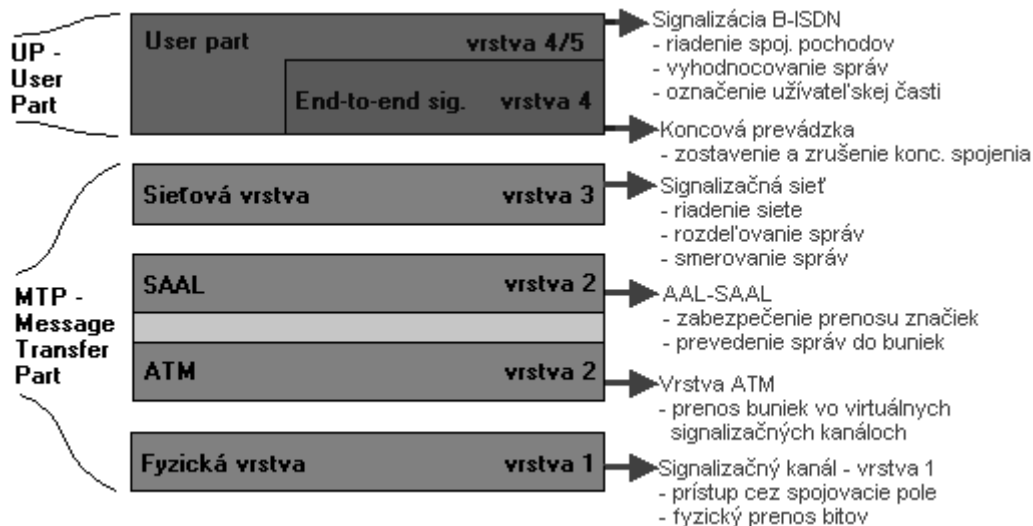 UP -
User
Part
User part vrstva 4/5
End-to-end sig. vrstva 4
Signalizácia B-ISDN
- riadenie spoj. pochodov
- vyhodnocovanie správ
- označenie užívateľskej časti
Koncová prevádzka
- zostavenie a zrušenie konc. spojenia
MTP -
Message
Transfer
Part
Sieťová vrstva vrstva 3
Signalizačná sieť
- riadenie siete
- rozdeľovanie správ
- smerovanie správ
SAAL vrstva 2
AAL-SAAL
- zabezpečenie prenosu značiek
- prevedenie správ do buniek
ATM vrstva 2
Vrstva ATM
- prenos buniek vo virtuálnych
signalizačných kanáloch
Fyzická vrstva vrstva 1
Signalizačný kanál - vrstva 1
- prístup cez spojovacie pole
- fyzický prenos bitov